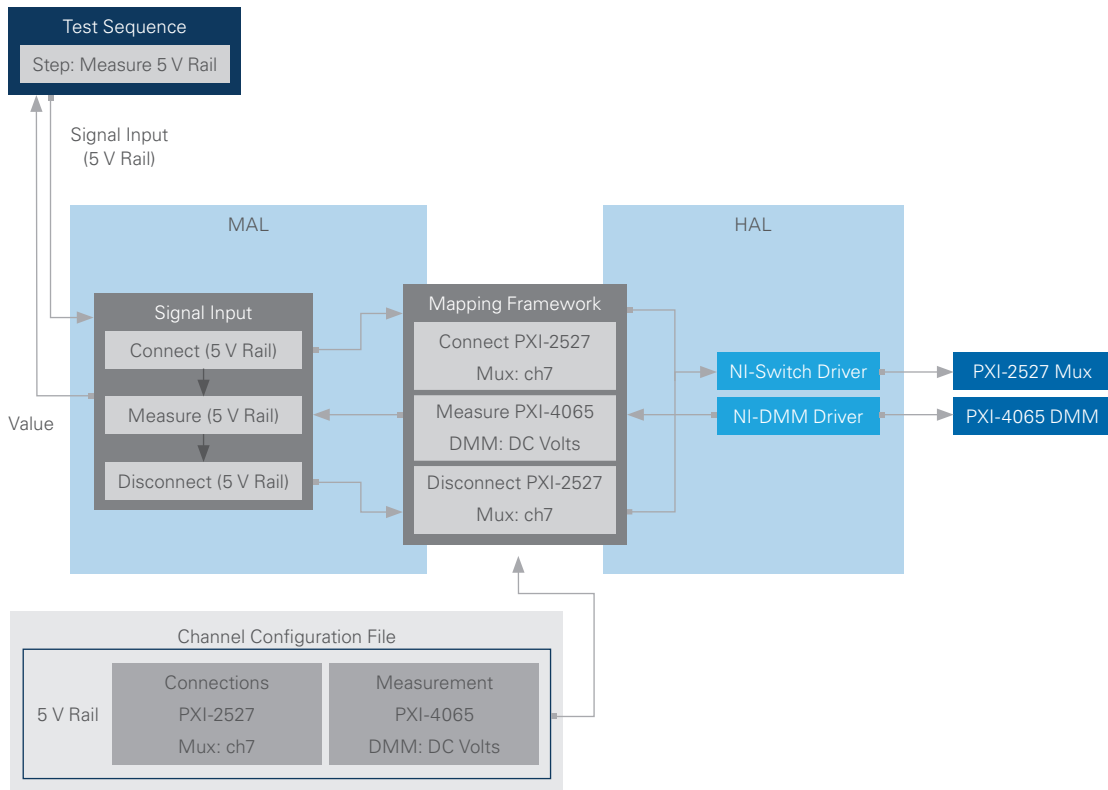 Test Sequence
Step: Measure 5 V Rail
Signal Input
(5 V Rail)
MAL
HAL
Signal Input
Connect (5 V Rail)
Measure (5 V Rail)
Disconnect (5 V Rail)
Value
Mapping Framework
Connect PXI-2527
Mux: ch7
Measure PXI-4065
DMM: DC Volts
Disconnect PXI-2527
Mux: ch7
NI-Switch Driver
NI-DMM Driver
PXI-2527 Mux
PXI-4065 DMM
Channel Configuration File
5 V Rail
Connections
PXI-2527
Mux: ch7
Measurement
PXI-4065
DMM: DC Volts